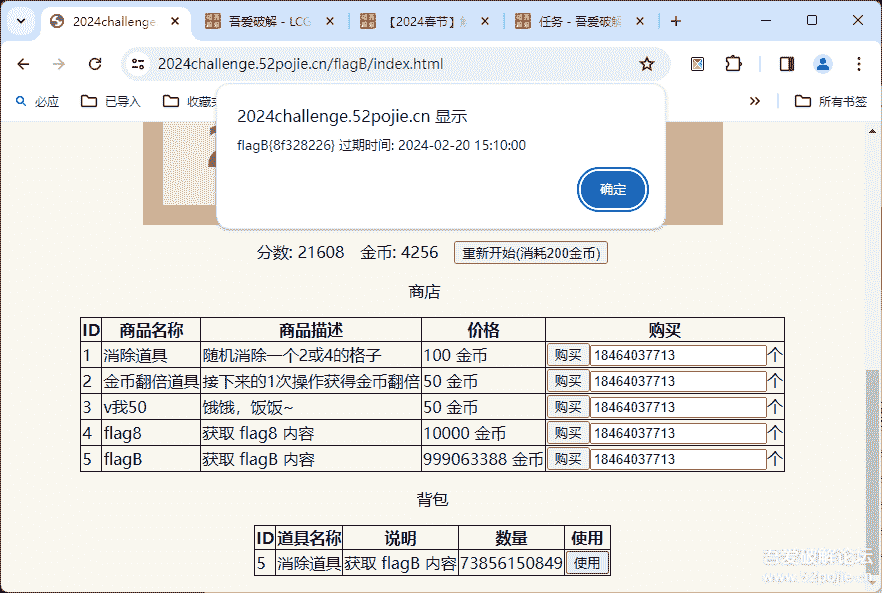 2024challenge
吾爱破解 - LCG
【2024春节】
任务 - 吾爱破解
2024challenge.52pojie.cn/flagB/index.html
必应
已导入
收藏夹
所有书签
2024challenge.52pojie.cn 显示
flagB{8f328226} 过期时间: 2024-02-20 15:10:00
确定
分数: 21608 金币: 4256 重新开始(消耗200金币)
商店
ID 商品名称 商品描述 价格 购买
1 消除道具 随机消除一个2或4的格子 100 金币 购买 18464037713 个
2 金币翻倍道具 接下来的1次操作获得金币翻倍 50 金币 购买 18464037713 个
3 v我50 饿饿，饭饭~ 50 金币 购买 18464037713 个
4 flag8 获取 flag8 内容 10000 金币 购买 18464037713 个
5 flagB 获取 flagB 内容 999063388 金币 购买 18464037713 个
背包
ID 道具名称 说明 数量 使用
5 消除道具 获取 flagB 内容 73856150849 使用
吾爱破解论坛
www.52pojie.cn